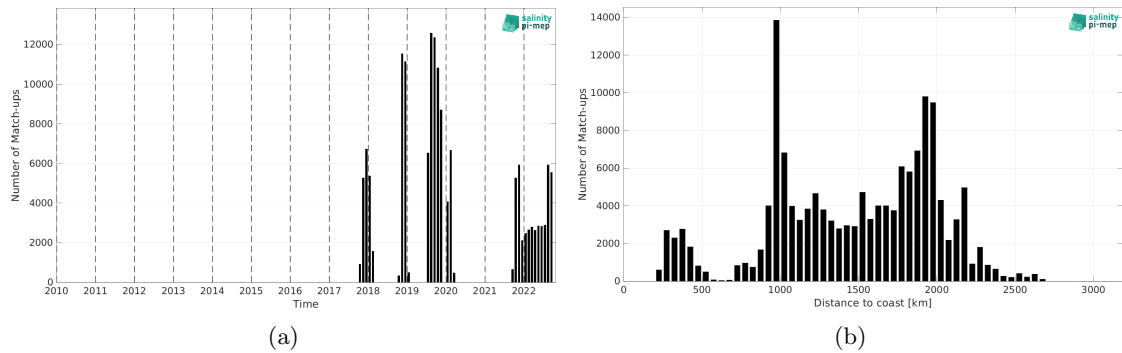 salinity
pi-mep
Number of Match-ups
12000
10000
8000
6000
4000
2000
0
2010 2011 2012 2013 2014 2015 2016 2017 2018 2019 2020 2021 2022
Time
(a)
salinity
pi-mep
Number of Match-ups
14000
12000
10000
8000
6000
4000
2000
0
0 500 1000 1500 2000 2500 3000
Distance to coast [km]
(b)